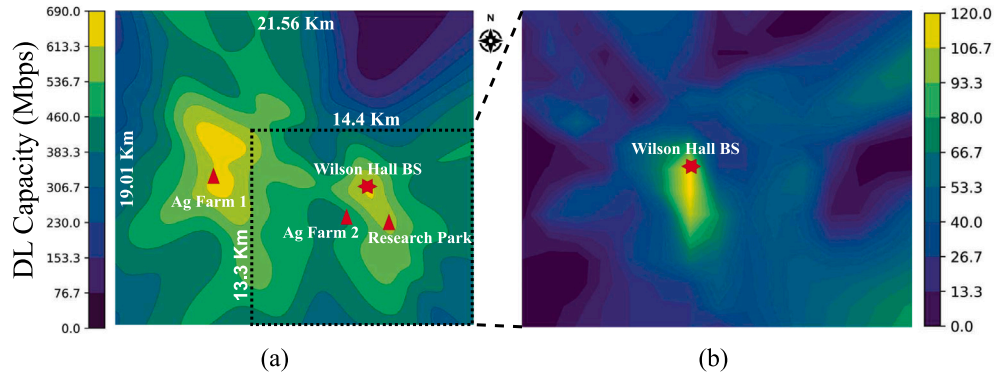 690.0
613.3
536.7
460.0
383.3
306.7
230.0
153.3
76.7
0.0
DL Capacity (Mbps)
21.56 Km
19.01 Km
N
14.4 Km
13.3 Km
Wilson Hall BS
Ag Farm 1
Ag Farm 2
Research Park
(a)
Wilson Hall BS
120.0
106.7
93.3
80.0
66.7
53.3
40.0
26.7
13.3
0.0
(b)